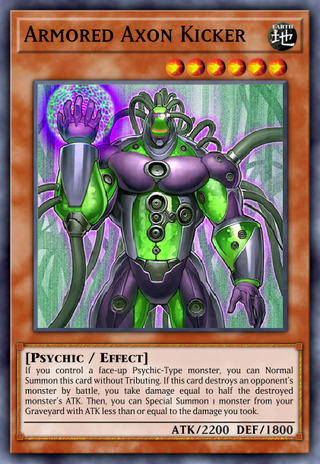 Armored Axon Kicker
EARTH
地
[Psychic / Effect]
If you control a face-up Psychic-Type monster, you can Normal
Summon this card without Tributing. If this card destroys an opponent's
monster by battle, you take damage equal to half the destroyed
monster's ATK. Then, you can Special Summon 1 monster from your
Graveyard with ATK less than or equal to the damage you took.
ATK/2200 DEF/1800